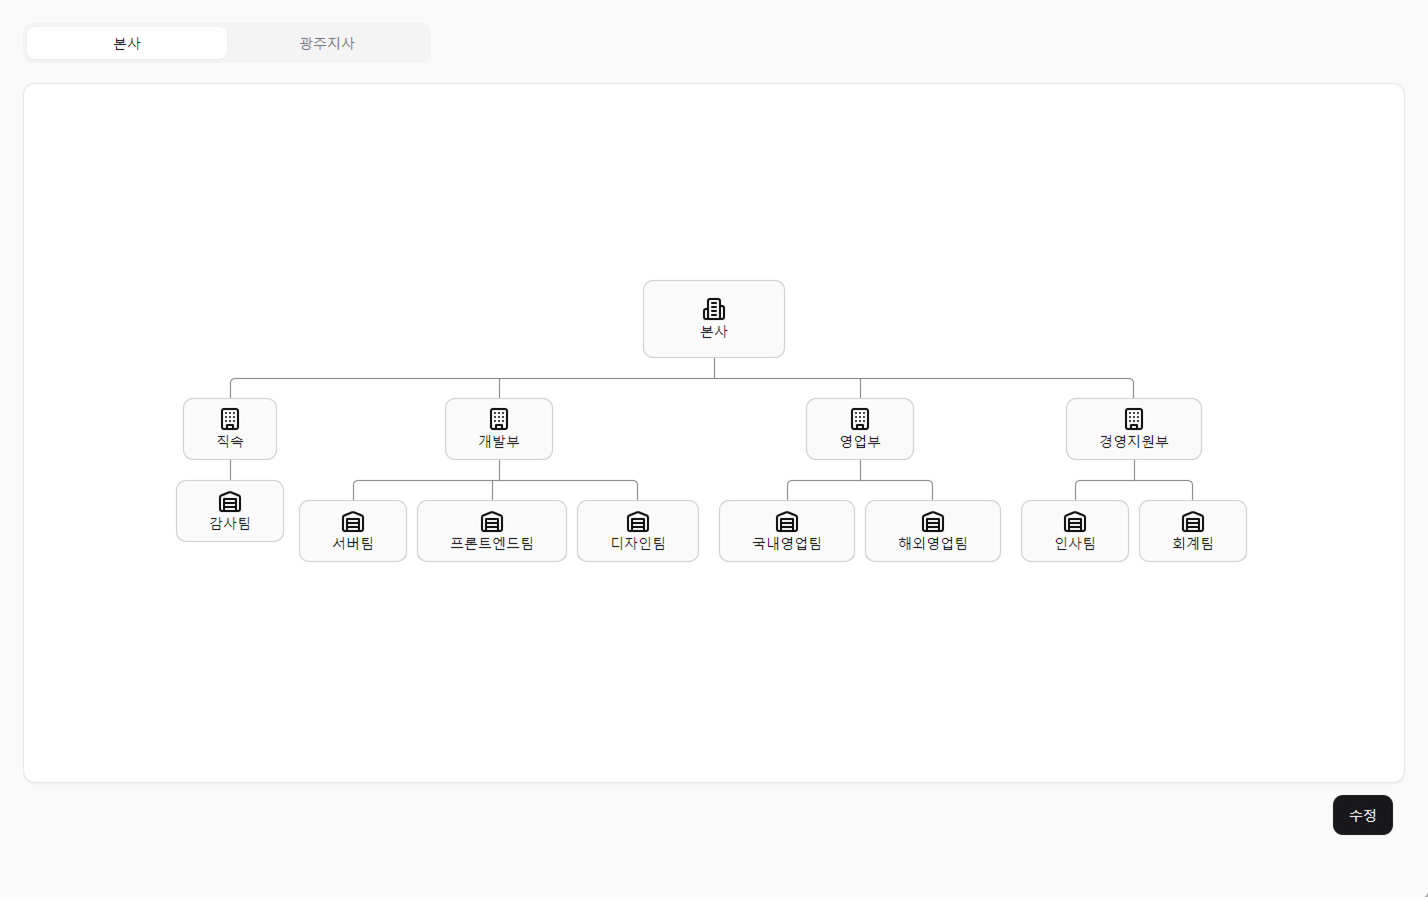 본사
광주지사
본사
직속
개발부
영업부
경영지원부
감사팀
서버팀
프론트엔드팀
디자인팀
국내영업팀
해외영업팀
인사팀
회계팀
수정